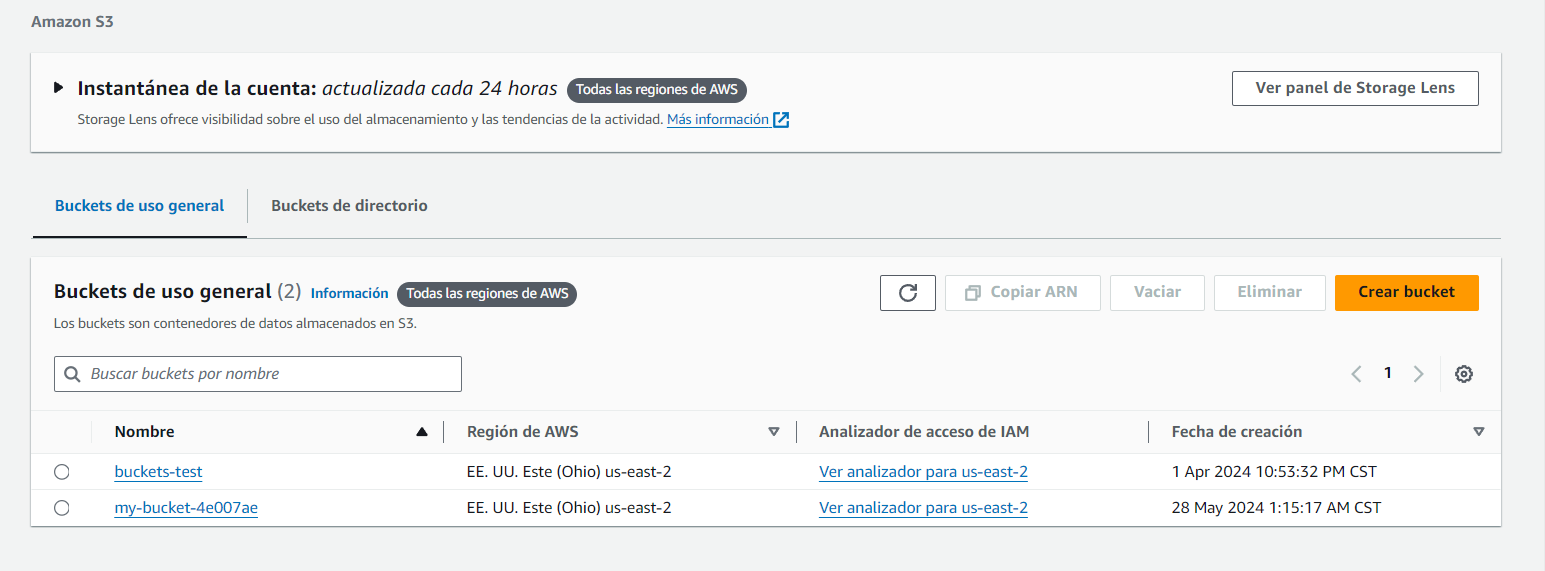 Amazon S3
Instantánea de la cuenta: actualizada cada 24 horas Todas las regiones de AWS
Ver panel de Storage Lens
Storage Lens ofrece visibilidad sobre el uso del almacenamiento y las tendencias de la actividad. Más información
Buckets de uso general Buckets de directorio
Buckets de uso general (2) Información Todas las regiones de AWS
Copiar ARN Vaciar Eliminar Crear bucket
Los buckets son contenedores de datos almacenados en S3.
Buscar buckets por nombre
1
Nombre Región de AWS Analizador de acceso de IAM Fecha de creación
buckets-test EE. UU. Este (Ohio) us-east-2 Ver analizador para us-east-2 1 Apr 2024 10:53:32 PM CST
my-bucket-4e007ae EE. UU. Este (Ohio) us-east-2 Ver analizador para us-east-2 28 May 2024 1:15:17 AM CST